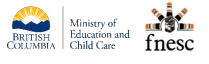 BRITISH
COLUMBIA
Ministry of
Education and
Child Care
fnesc